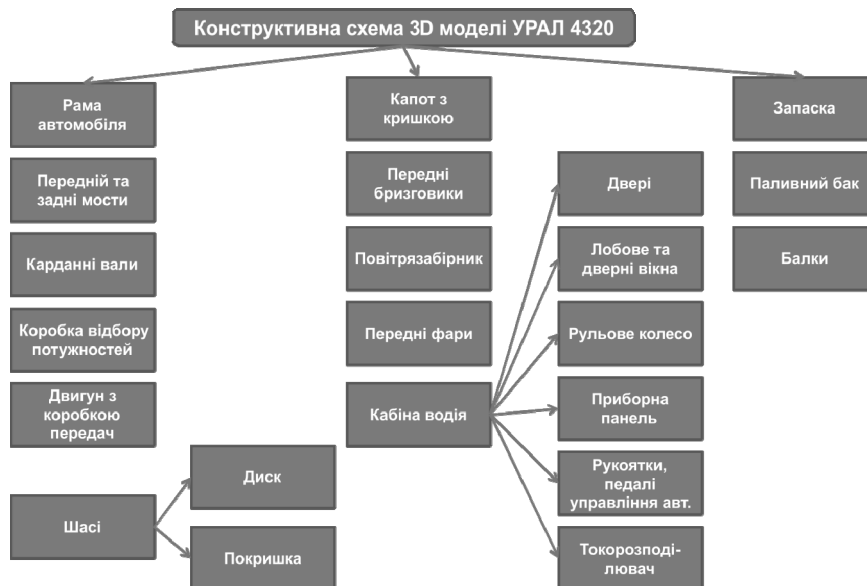 Конструктивна схема 3D моделі УРАЛ 4320
Рама
автомобіля
Передній та
задні мости
Карданні вали
Коробка відбору
потужностей
Двигун з
коробкою
передач
Шасі
Диск
Покришка
Капот з
кришкою
Передні
бризговики
Повітрязабірник
Передні фари
Кабіна водія
Двері
Лобове та
дверні вікна
Рульове колесо
Приборна
панель
Рукоятки,
педалі
управління авт.
Токорозподі-
лювач
Запаска
Паливний бак
Балки